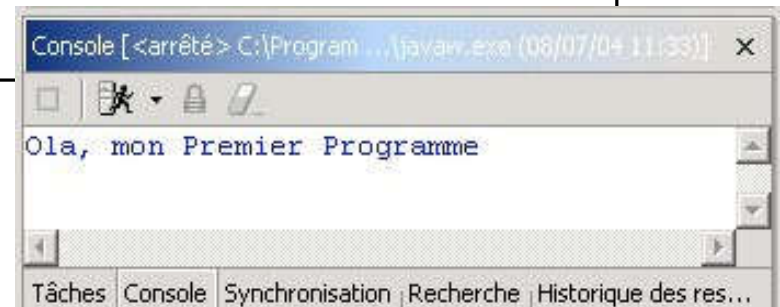 Console [<arrêté> C:\Program ...\javaw.exe (08/07/04 11:33)]
Ola, mon Premier Programme
Tâches Console Synchronisation Recherche Historique des res...